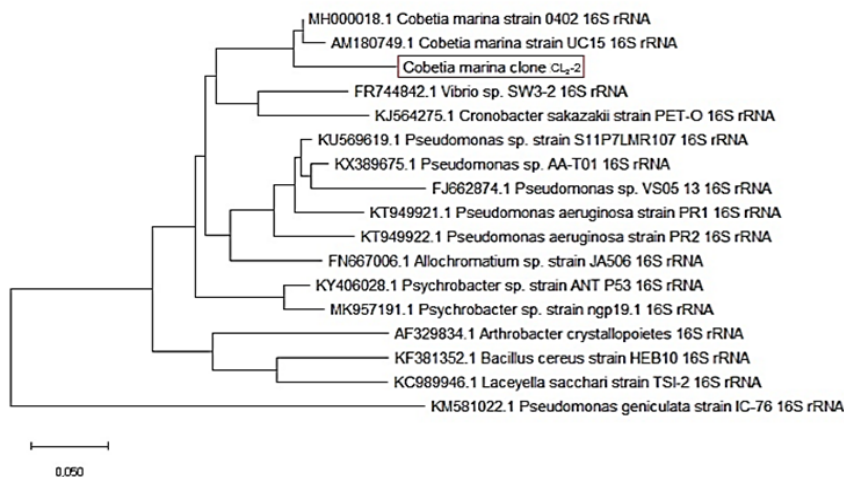 MH000018.1 Cobetia marina strain 0402 16S rRNA
AM180749.1 Cobetia marina strain UC15 16S rRNA
Cobetia marina clone CL₂-2
FR744842.1 Vibrio sp. SW3-2 16S rRNA
KJ564275.1 Cronobacter sakazakii strain PET-O 16S rRNA
KU569619.1 Pseudomonas sp. strain S11P7LMR107 16S rRNA
KX389675.1 Pseudomonas sp. AA-T01 16S rRNA
FJ662874.1 Pseudomonas sp. VS05 13 16S rRNA
KT949921.1 Pseudomonas aeruginosa strain PR1 16S rRNA
KT949922.1 Pseudomonas aeruginosa strain PR2 16S rRNA
FN667006.1 Allochromatium sp. strain JA506 16S rRNA
KY406028.1 Psychrobacter sp. strain ANT P53 16S rRNA
MK957191.1 Psychrobacter sp. strain ngp19.1 16S rRNA
AF329834.1 Arthrobacter crystallopoietes 16S rRNA
KF381352.1 Bacillus cereus strain HEB10 16S rRNA
KC989946.1 Laceyella sacchari strain TSI-2 16S rRNA
KM581022.1 Pseudomonas geniculata strain IC-76 16S rRNA
0.050